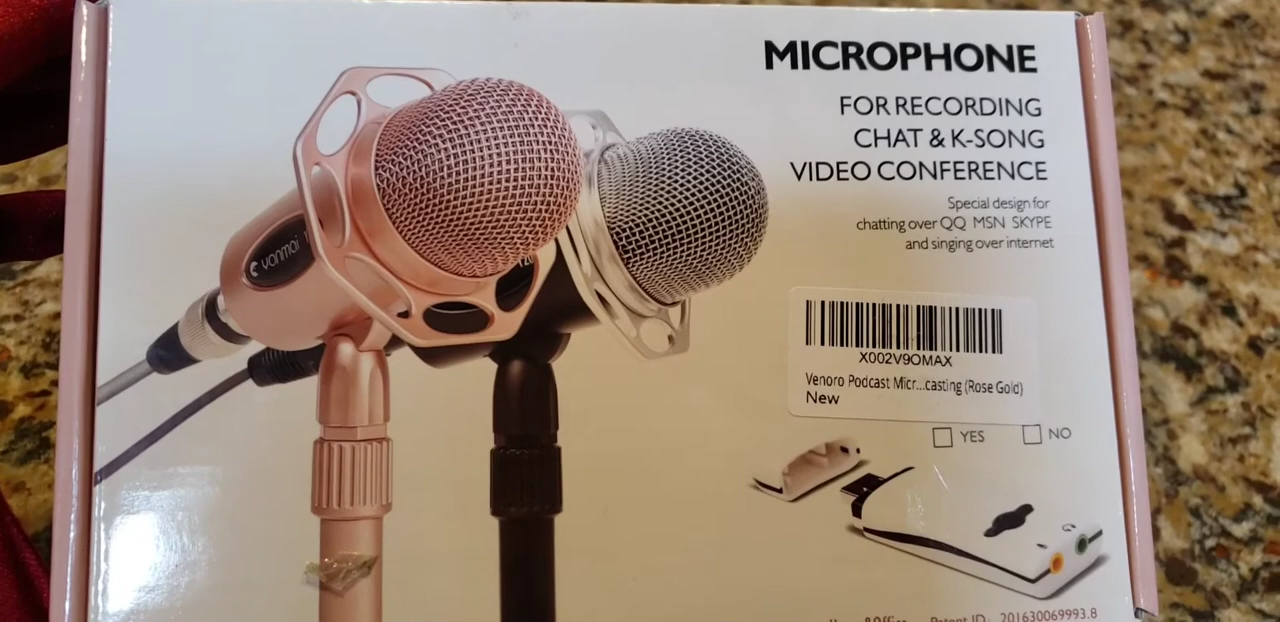 MICROPHONE
FOR RECORDING
CHAT & K-SONG
VIDEO CONFERENCE
Special design for
chatting over QQ MSN SKYPE
and singing over internet
yanmai
X002V9OMAX
Venoro Podcast Micr...casting (Rose Gold)
New
YES NO
Patent ID: 201630069993.8